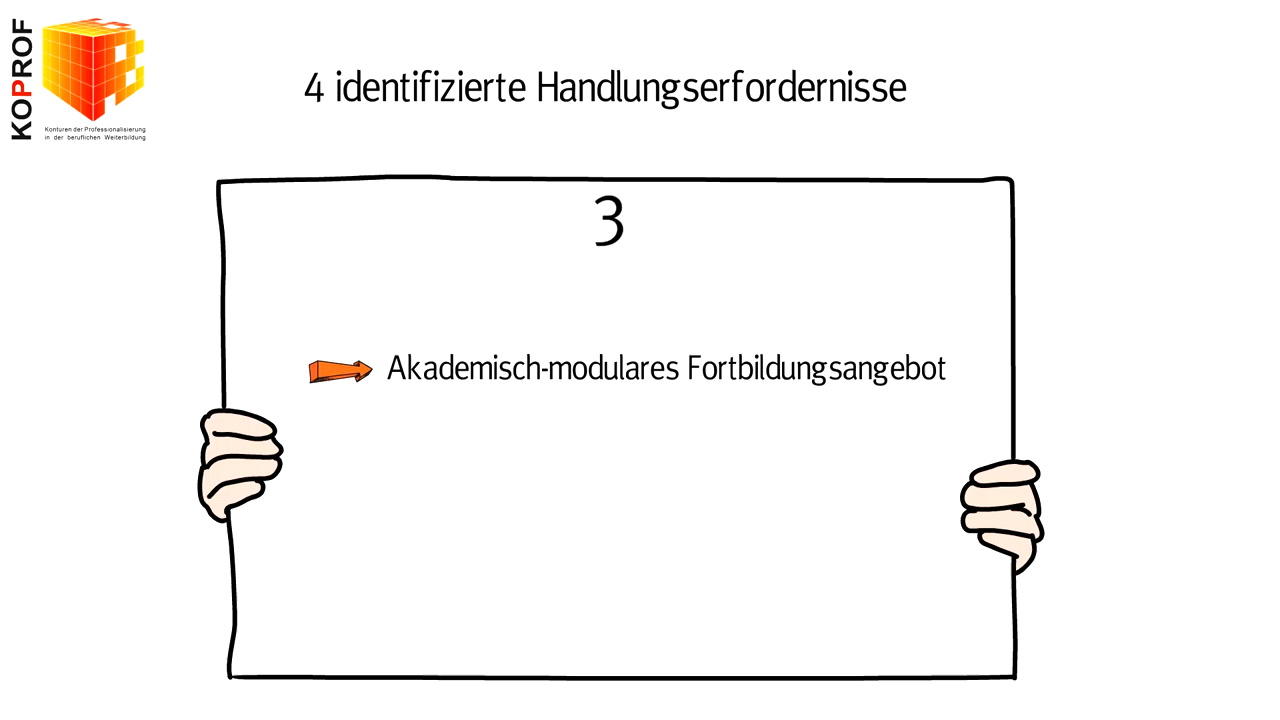 KOPROF
Konturen der Professionalisierung
in der beruflichen Weiterbildung
4 identifizierte Handlungserfordernisse
3
Akademisch-modulares Fortbildungsangebot